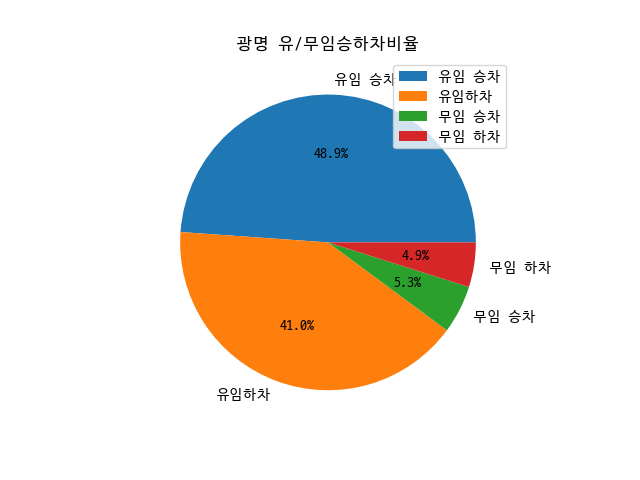 광명 유/무임승하차비율
유임 승차
유임 승차
유임하차
무임 승차
무임 하차
48.9%
4.9%
무임 하차
5.3%
무임 승차
41.0%
유임하차